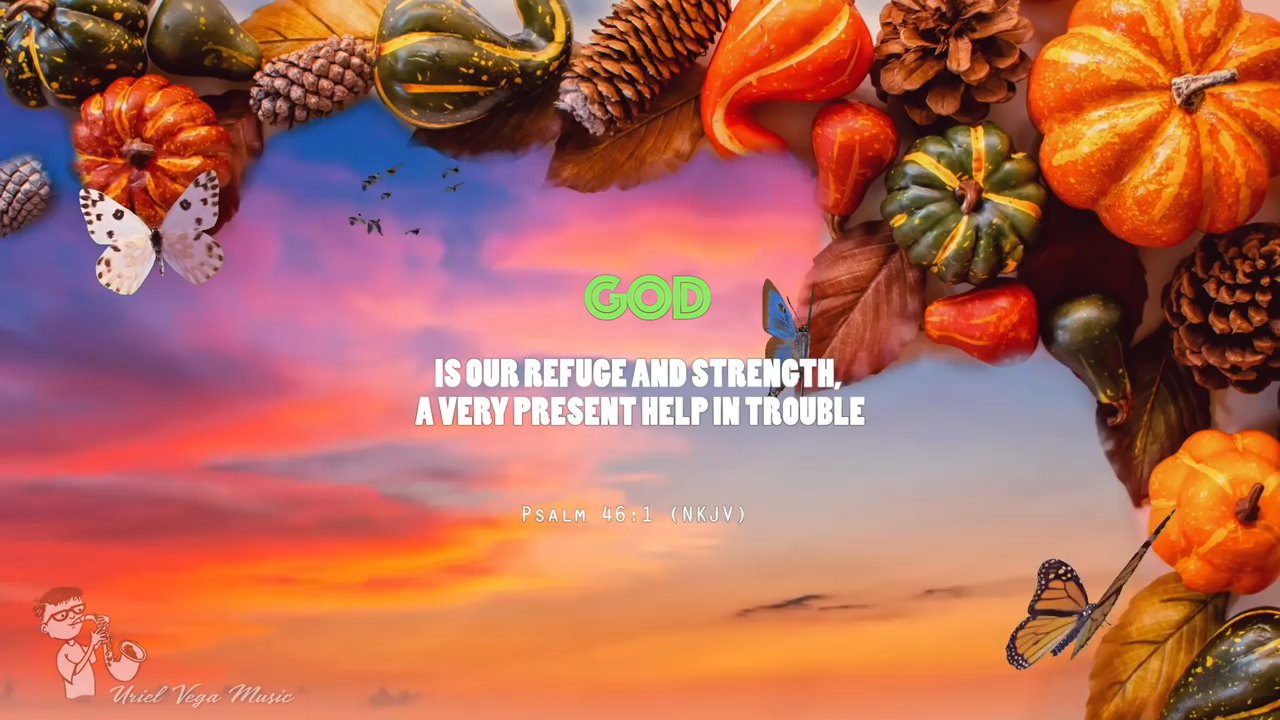 GOD
IS OUR REFUGE AND STRENGTH,
A VERY PRESENT HELP IN TROUBLE
Psalm 46:1 (NKJV)
Uriel Vega Music